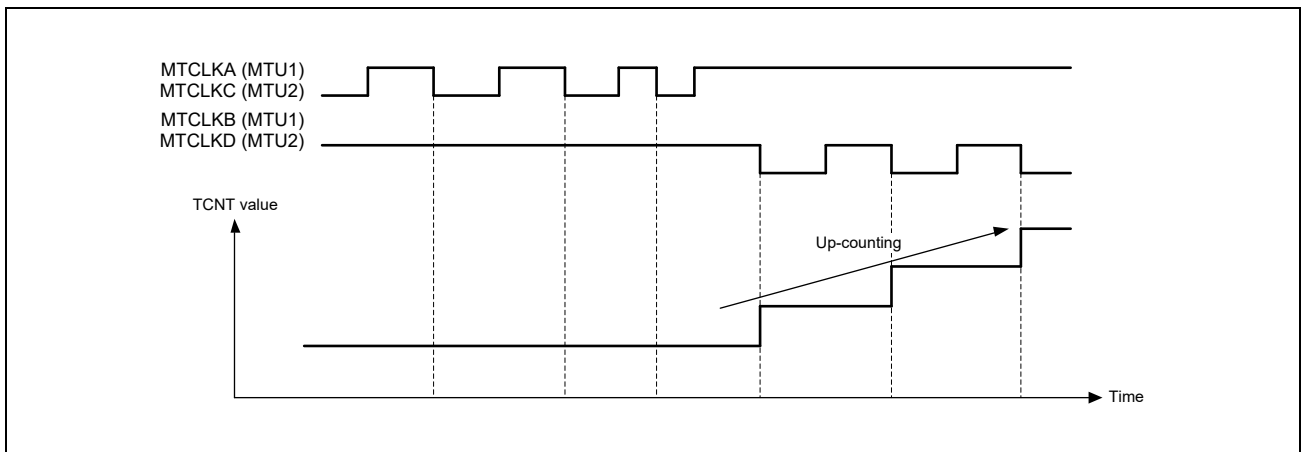 MTCLKA (MTU1)
MTCLKC (MTU2)
MTCLKB (MTU1)
MTCLKD (MTU2)
TCNT value
Up-counting
Time